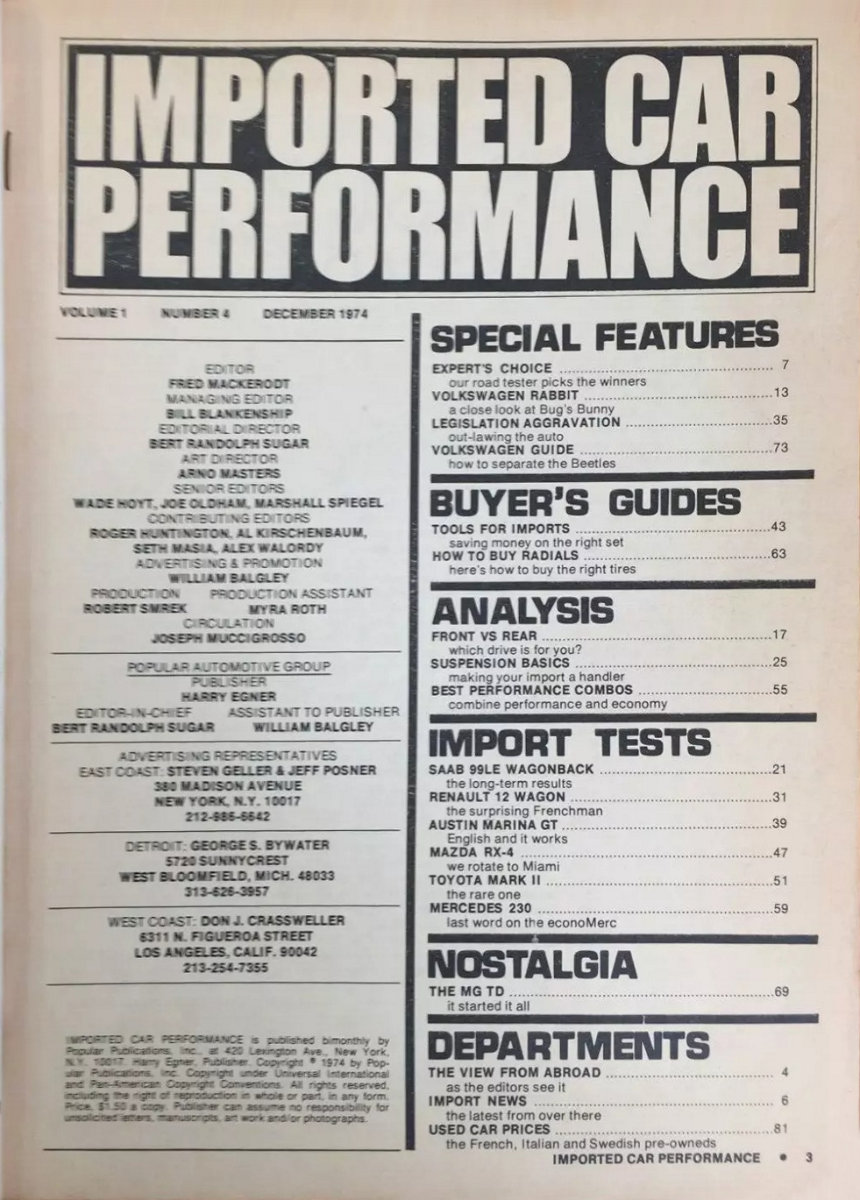 IMPORTED CAR
PERFORMANCE
VOLUME 1 NUMBER 4 DECEMBER 1974
EDITOR
FRED MACKERODT
MANAGING EDITOR
BILL BLANKENSHIP
EDITORIAL DIRECTOR
BERT RANDOLPH SUGAR
ART DIRECTOR
ARNO MASTERS
SENIOR EDITORS
WADE HOYT, JOE OLDHAM, MARSHALL SPIEGEL
CONTRIBUTING EDITORS
ROGER HUNTINGTON, AL KIRSCHENBAUM,
SETH MASIA, ALEX WALORDY
ADVERTISING & PROMOTION
WILLIAM BALGLEY
PRODUCTION PRODUCTION ASSISTANT
ROBERT SMREK MYRA ROTH
CIRCULATION
JOSEPH MUCCIGROSSO
POPULAR AUTOMOTIVE GROUP
PUBLISHER
HARRY EGNER
EDITOR-IN-CHIEF ASSISTANT TO PUBLISHER
BERT RANDOLPH SUGAR WILLIAM BALGLEY
ADVERTISING REPRESENTATIVES
EAST COAST: STEVEN GELLER & JEFF POSNER
380 MADISON AVENUE
NEW YORK, N.Y. 10017
212-986-6642
DETROIT: GEORGE S. BYWATER
5720 SUNNYCREST
WEST BLOOMFIELD, MICH. 48033
313-626-3957
WEST COAST: DON J. CRASSWELLER
6311 N. FIGUEROA STREET
LOS ANGELES, CALIF. 90042
213-254-7355
IMPORTED CAR PERFORMANCE is published bimonthly by
Popular Publications, Inc., at 420 Lexington Ave., New York,
N.Y. 10017. Harry Egner, Publisher. Copyright ® 1974 by Pop-
ular Publications, Inc. Copyright under Universal International
and Pan-American Copyright Conventions. All rights reserved,
including the right of reproduction in whole or part, in any form.
Price, $1.50 a copy. Publisher can assume no responsibility for
unsolicited letters, manuscripts, art work and/or photographs.
SPECIAL FEATURES
EXPERT'S CHOICE 7
our road tester picks the winners
VOLKSWAGEN RABBIT 13
a close look at Bug's Bunny
LEGISLATION AGGRAVATION 35
out-lawing the auto
VOLKSWAGEN GUIDE 73
how to separate the Beetles
BUYER'S GUIDES
TOOLS FOR IMPORTS 43
saving money on the right set
HOW TO BUY RADIALS 63
here's how to buy the right tires
ANALYSIS
FRONT VS REAR 17
which drive is for you?
SUSPENSION BASICS 25
making your import a handler
BEST PERFORMANCE COMBOS 55
combine performance and economy
IMPORT TESTS
SAAB 99LE WAGONBACK 21
the long-term results
RENAULT 12 WAGON 31
the surprising Frenchman
AUSTIN MARINA GT 39
English and it works
MAZDA RX-4 47
we rotate to Miami
TOYOTA MARK II 51
the rare one
MERCEDES 230 59
last word on the econoMerc
NOSTALGIA
THE MG TD 69
it started it all
DEPARTMENTS
THE VIEW FROM ABROAD 4
as the editors see it
IMPORT NEWS 6
the latest from over there
USED CAR PRICES 81
the French, Italian and Swedish pre-owneds
IMPORTED CAR PERFORMANCE • 3